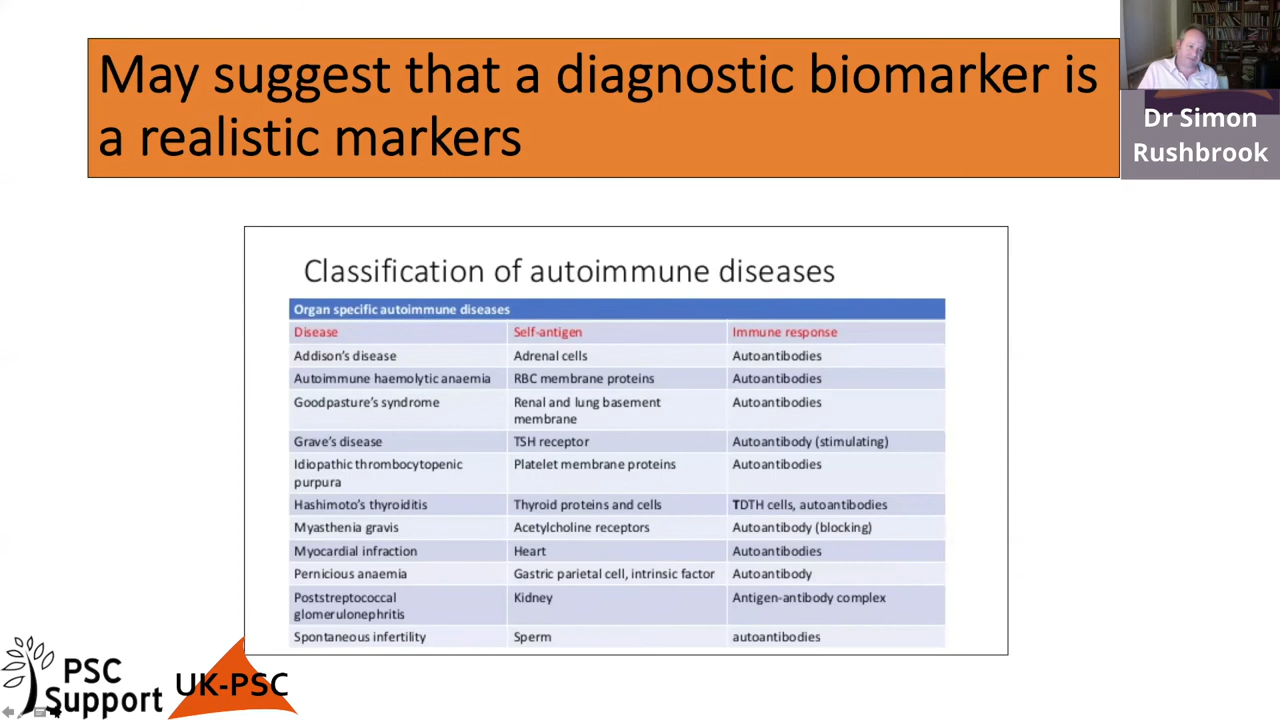 May suggest that a diagnostic biomarker is
a realistic markers
Dr Simon
Rushbrook
Classification of autoimmune diseases
Organ specific autoimmune diseases
Disease Self-antigen Immune response
Addison's disease Adrenal cells Autoantibodies
Autoimmune haemolytic anaemia RBC membrane proteins Autoantibodies
Goodpasture's syndrome Renal and lung basement membrane Autoantibodies
Grave's disease TSH receptor Autoantibody (stimulating)
Idiopathic thrombocytopenic purpura Platelet membrane proteins Autoantibodies
Hashimoto's thyroiditis Thyroid proteins and cells TDTH cells, autoantibodies
Myasthenia gravis Acetylcholine receptors Autoantibody (blocking)
Myocardial infraction Heart Autoantibodies
Pernicious anaemia Gastric parietal cell, intrinsic factor Autoantibody
Poststreptococcal glomerulonephritis Kidney Antigen-antibody complex
Spontaneous infertility Sperm autoantibodies
PSC
Support
UK-PSC